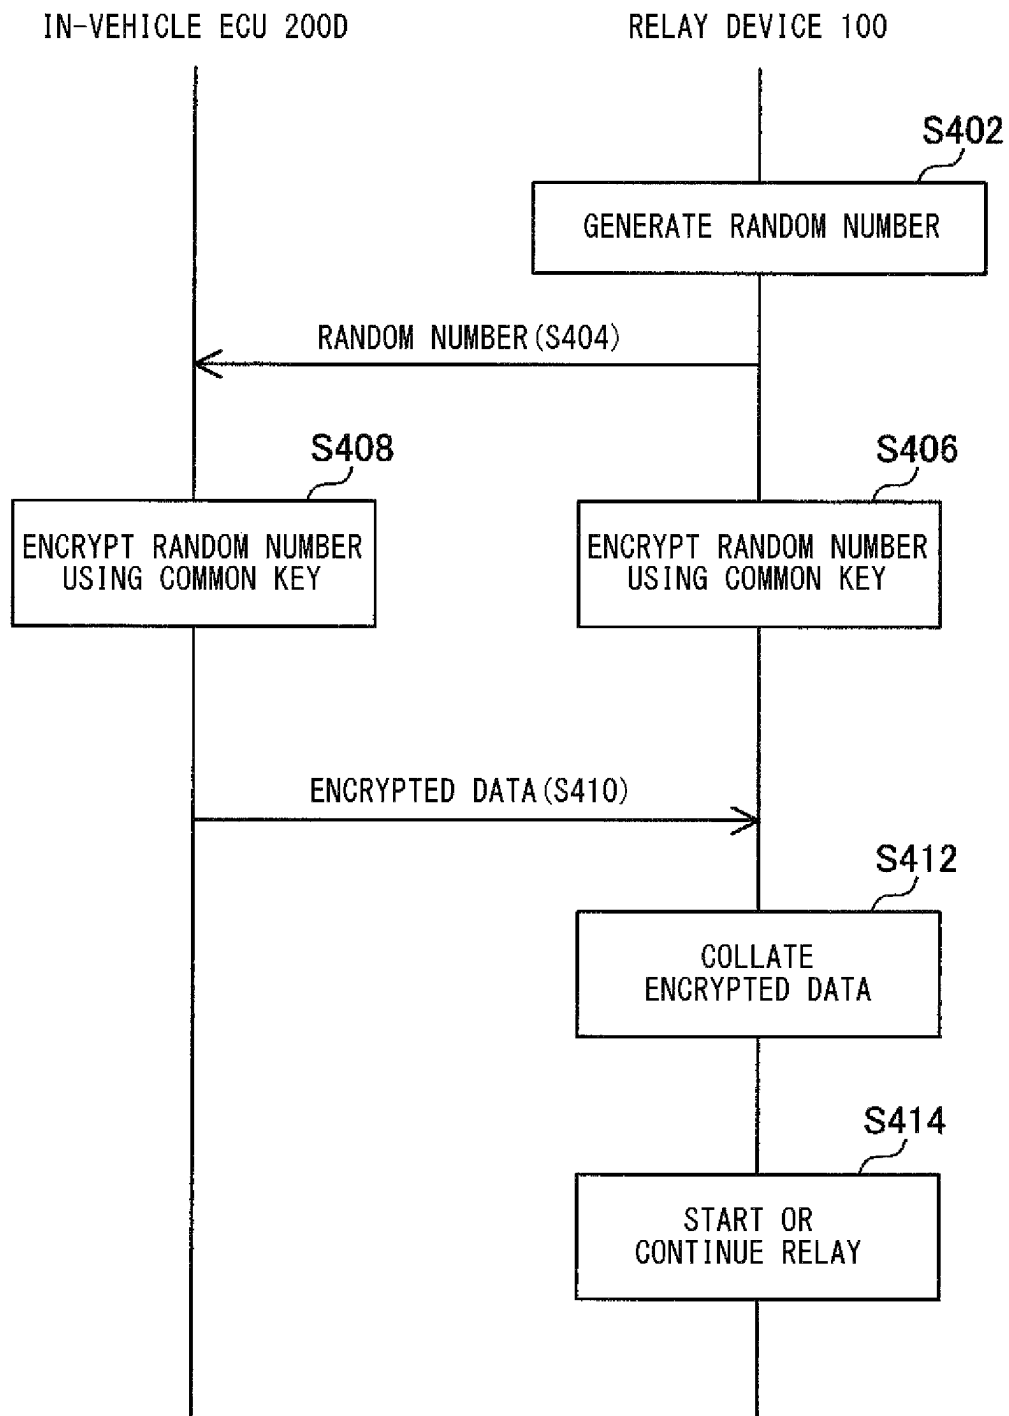 IN-VEHICLE ECU 200D
RELAY DEVICE 100
S402
GENERATE RANDOM NUMBER
RANDOM NUMBER(S404)
S408
S406
ENCRYPT RANDOM NUMBER
USING COMMON KEY
ENCRYPT RANDOM NUMBER
USING COMMON KEY
ENCRYPTED DATA(S410)
S412
COLLATE
ENCRYPTED DATA
S414
START OR
CONTINUE RELAY